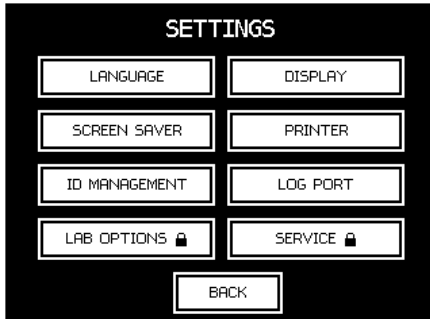 SETTINGS
LANGUAGE
DISPLAY
SCREEN SAVER
PRINTER
ID MANAGEMENT
LOG PORT
LAB OPTIONS
SERVICE
BACK